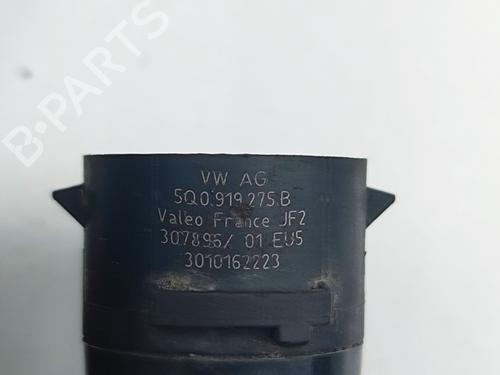 B-PARTS
VW AG
5Q0.919 275.B
Valeo France JF2
307896/ 01 EU5
3010162223